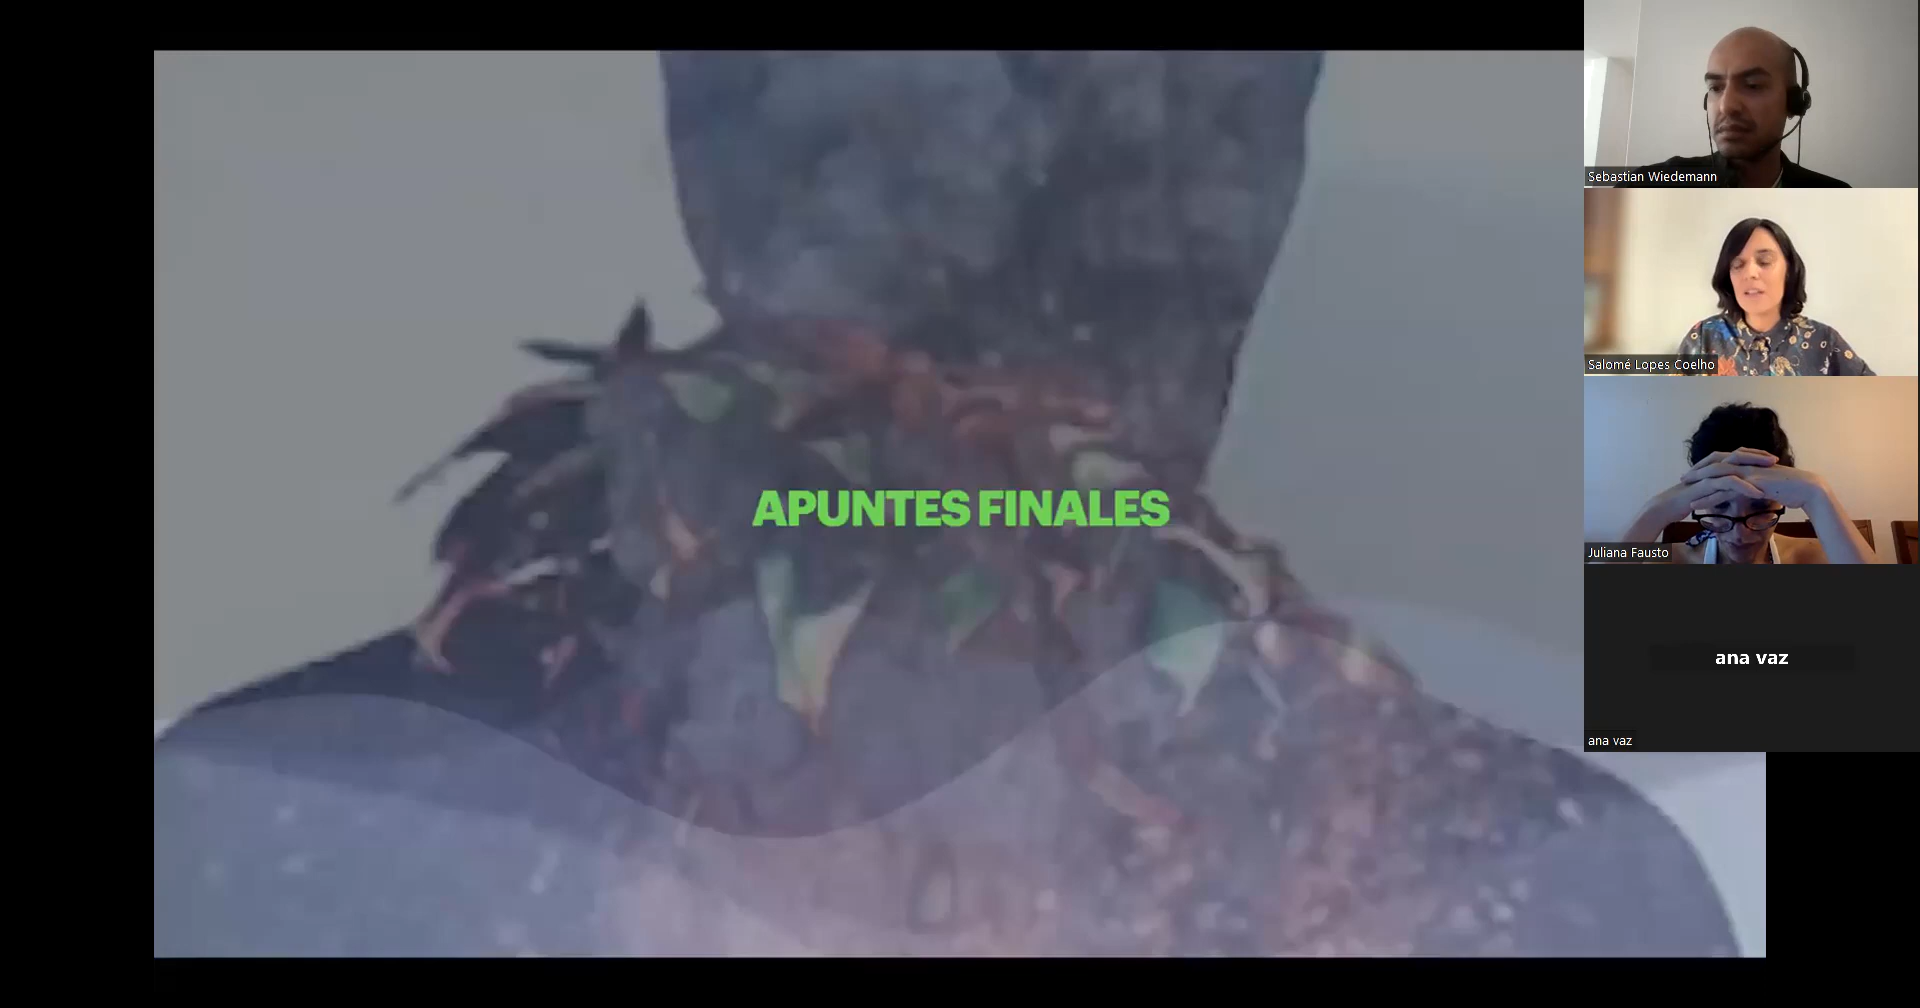 APUNTES FINALES
Sebastian Wiedemann
Salomé Lopes Coelho
Juliana Fausto
ana vaz
ana vaz